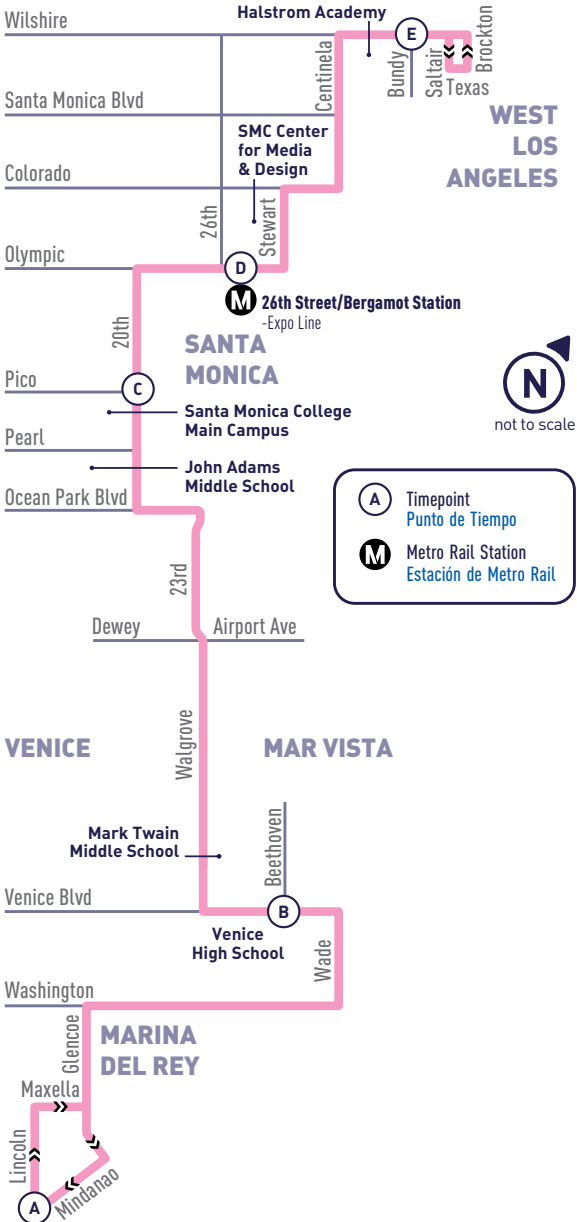 Wilshire
Halstrom Academy
E
Centinela
Bundy
Saltair
Brockton
Texas
Santa Monica Blvd
WEST
LOS
ANGELES
SMC Center
for Media
& Design
Colorado
26th
Stewart
Olympic
D
M
26th Street/Bergamot Station
-Expo Line
20th
SANTA
MONICA
Pico
C
N
not to scale
Santa Monica College
Main Campus
Pearl
John Adams
Middle School
Ocean Park Blvd
A
Timepoint
Punto de Tiempo
M
Metro Rail Station
Estación de Metro Rail
23rd
Dewey
Airport Ave
Walgrove
VENICE
MAR VISTA
Mark Twain
Middle School
Beethoven
Venice Blvd
B
Venice
High School
Wade
Washington
Glencoe
MARINA
DEL REY
Maxella
Lincoln
Mindanao
A